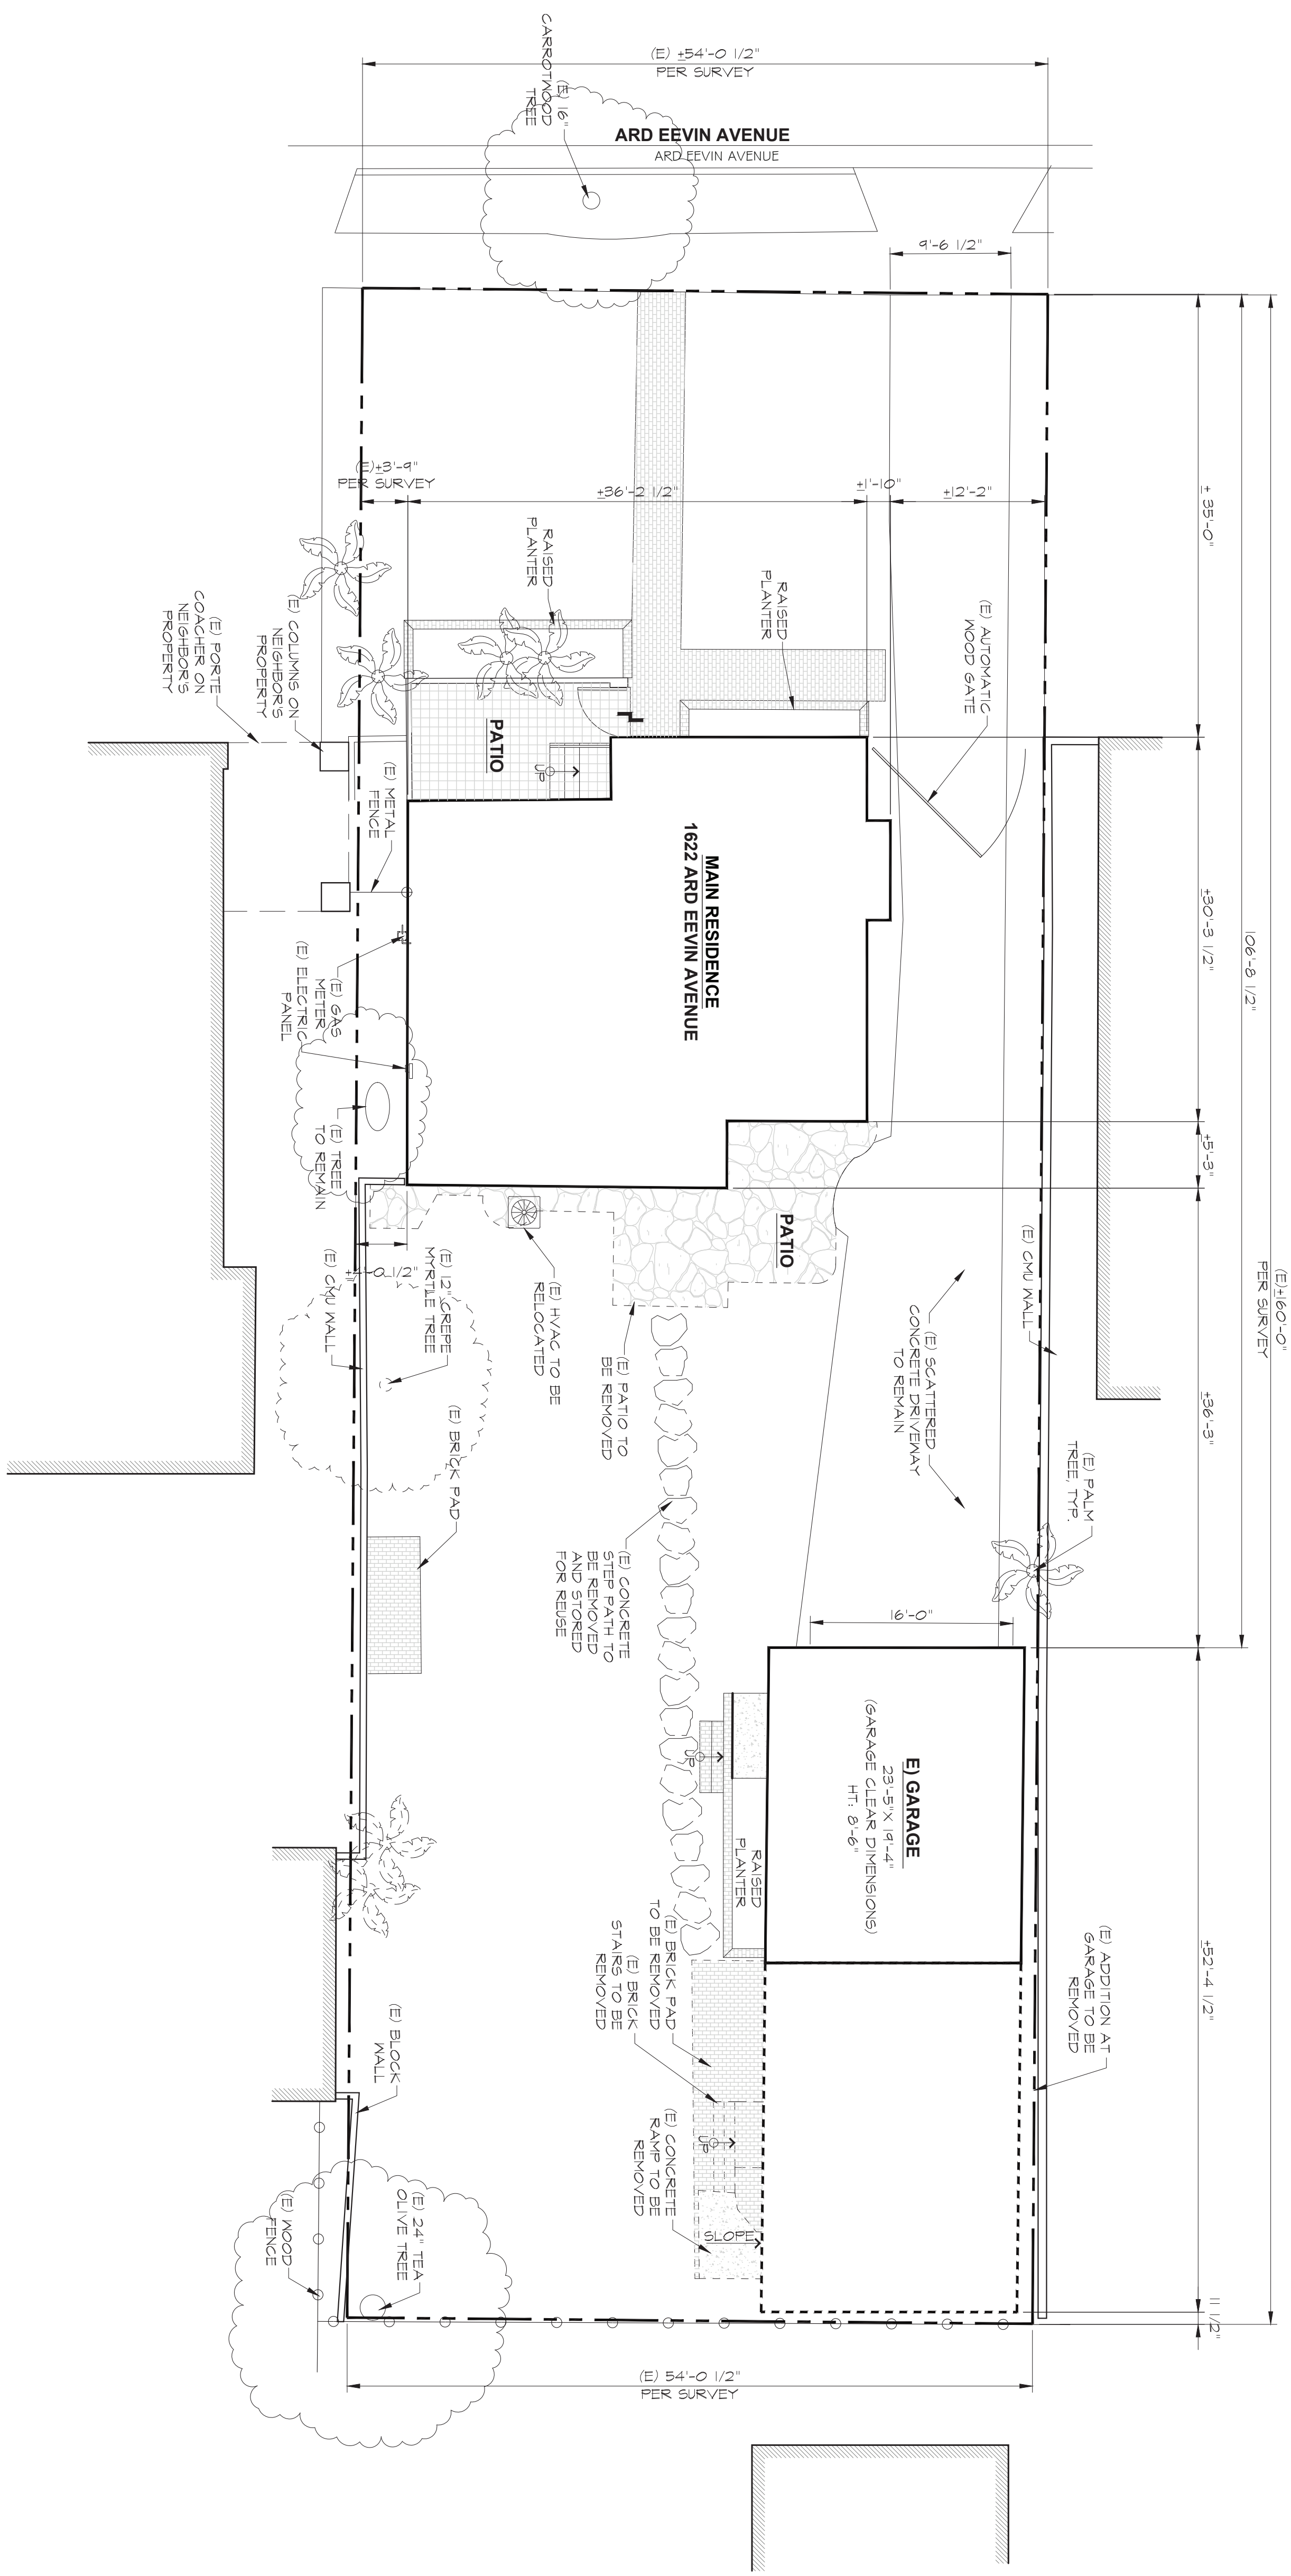 (E) ±54'-0 1/2"
PER SURVEY
(E) 16"
CARROTWOOD
TREE
ARD EEVIN AVENUE
ARD EEVIN AVENUE
9'-6 1/2"
(E)±3'-9"
PER SURVEY
±36'-2 1/2"
±1'-10"
±12'-2"
± 35'-0"
±30'-3 1/2"
106'-8 1/2"
±5'-3"
(E)±160'-0"
PER SURVEY
±36'-3"
±52'-4 1/2"
11 1/2"
RAISED
PLANTER
RAISED
PLANTER
(E) AUTOMATIC
WOOD GATE
(E) PORTE
COACHER ON
NEIGHBOR'S
PROPERTY
(E) COLUMNS ON
NEIGHBOR'S
PROPERTY
PATIO
UP
(E) METAL
FENCE
MAIN RESIDENCE
1622 ARD EEVIN AVENUE
(E) GAS
METER
(E) ELECTRIC
PANEL
(E) TREE
TO REMAIN
PATIO
±4'-0 1/2"
(E) CMU WALL
(E) 12" CREPE
MYRTLE TREE
(E) HVAC TO BE
RELOCATED
(E) PATIO TO
BE REMOVED
(E) SCATTERED
CONCRETE DRIVEWAY
TO REMAIN
(E) CMU WALL
(E) PALM
TREE, TYP.
(E) BRICK PAD
(E) CONCRETE
STEP PATH TO
BE REMOVED
AND STORED
FOR REUSE
16'-0"
E) GARAGE
23'-5"X 19'-4"
(GARAGE CLEAR DIMENSIONS)
HT: 8'-6"
UP
RAISED
PLANTER
(E) BRICK PAD
TO BE REMOVED
(E) BRICK
STAIRS TO BE
REMOVED
(E) ADDITION AT
GARAGE TO BE
REMOVED
(E) BLOCK
WALL
UP
(E) CONCRETE
RAMP TO BE
REMOVED
SLOPE
(E) 24" TEA
OLIVE TREE
(E) WOOD
FENCE
(E) 54'-0 1/2"
PER SURVEY